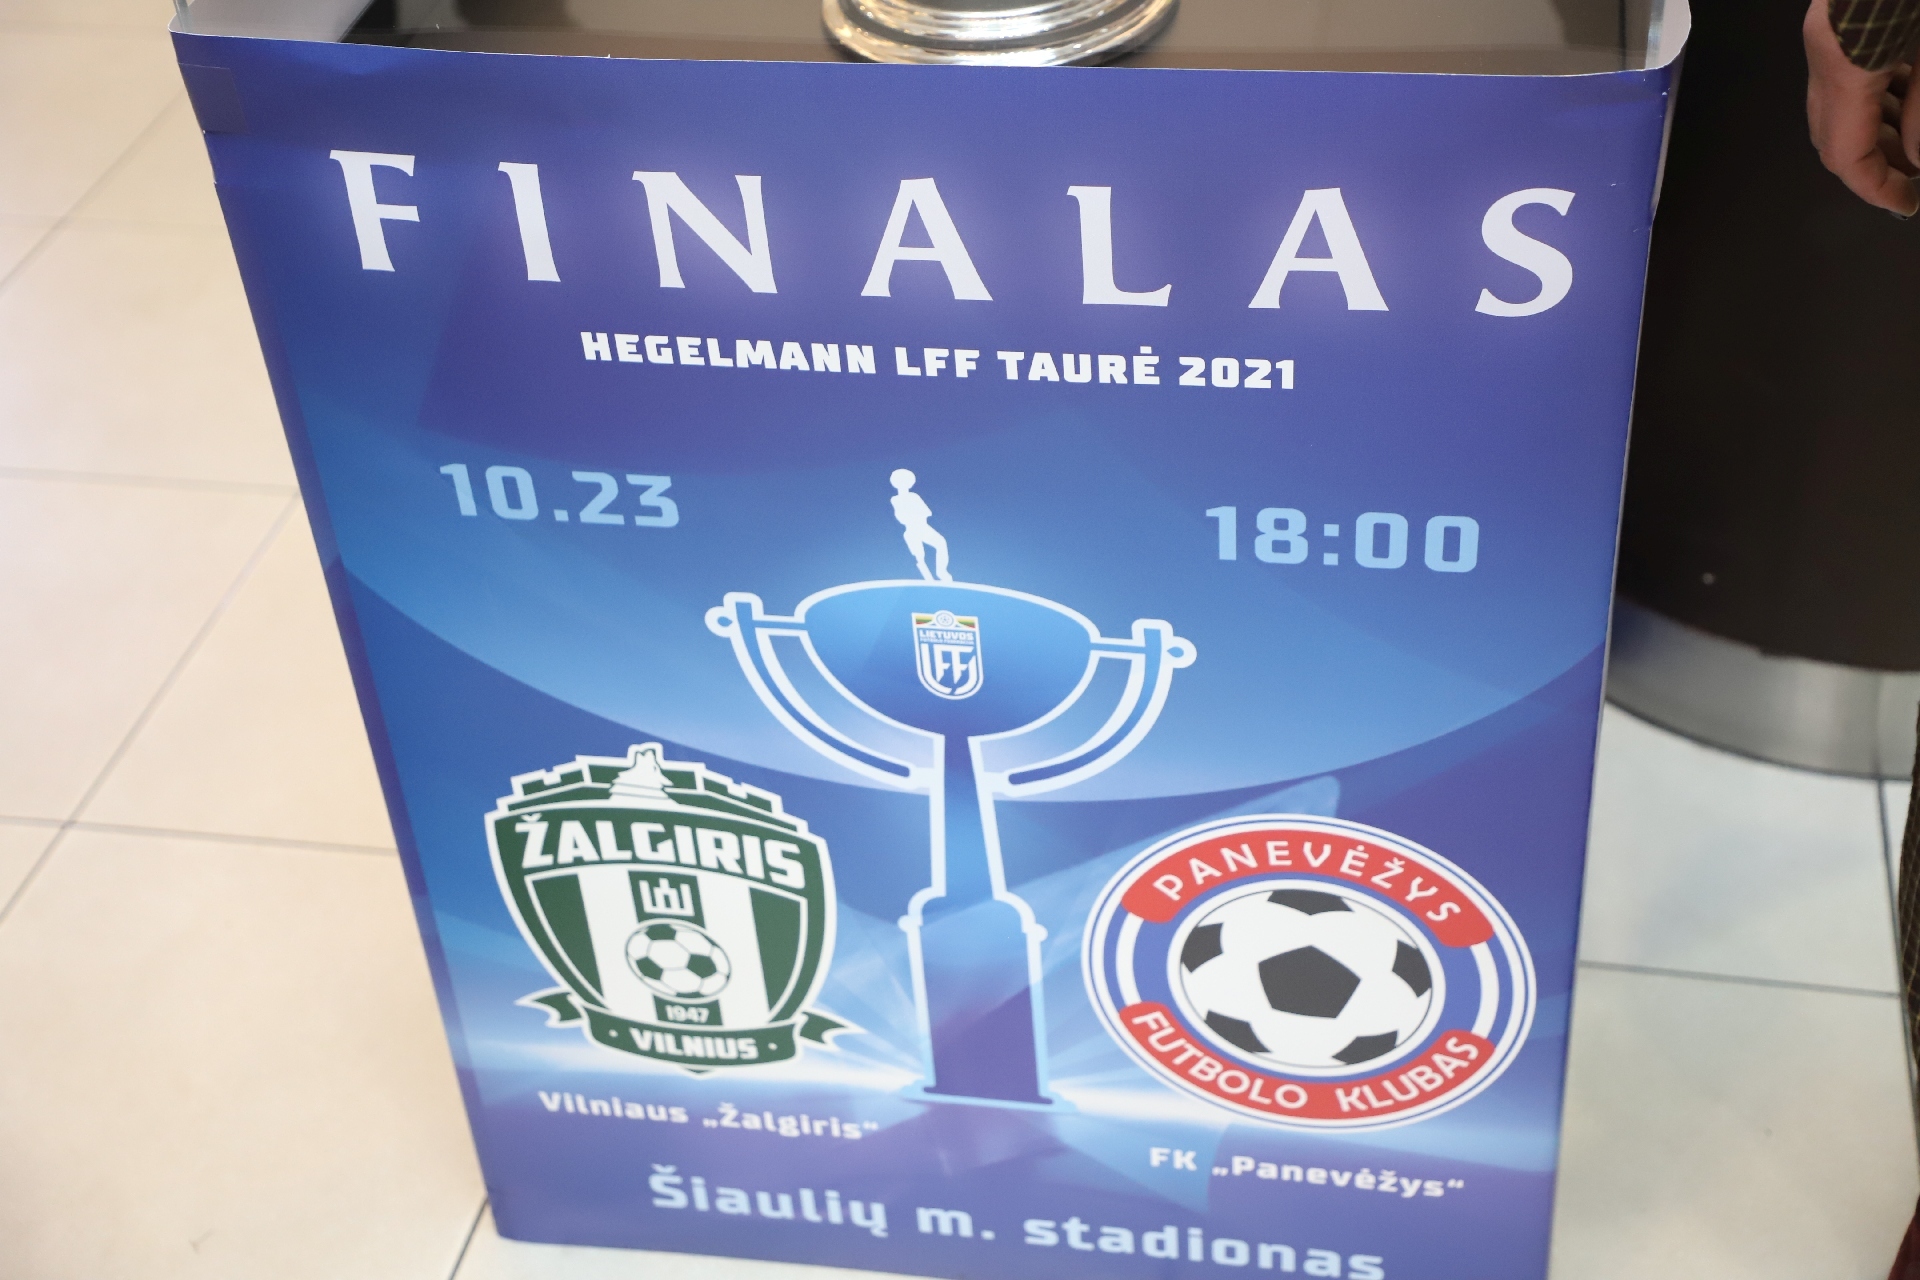 FINALAS
HEGELMANN LFF TAURĖ 2021
10.23
18:00
LIETUVOS
LFF
ŽALGIRIS
1947
· VILNIUS ·
PANEVĖŽYS
FUTBOLO KLUBAS
Vilniaus „Žalgiris“
FK „Panevėžys“
Šiaulių m. stadionas